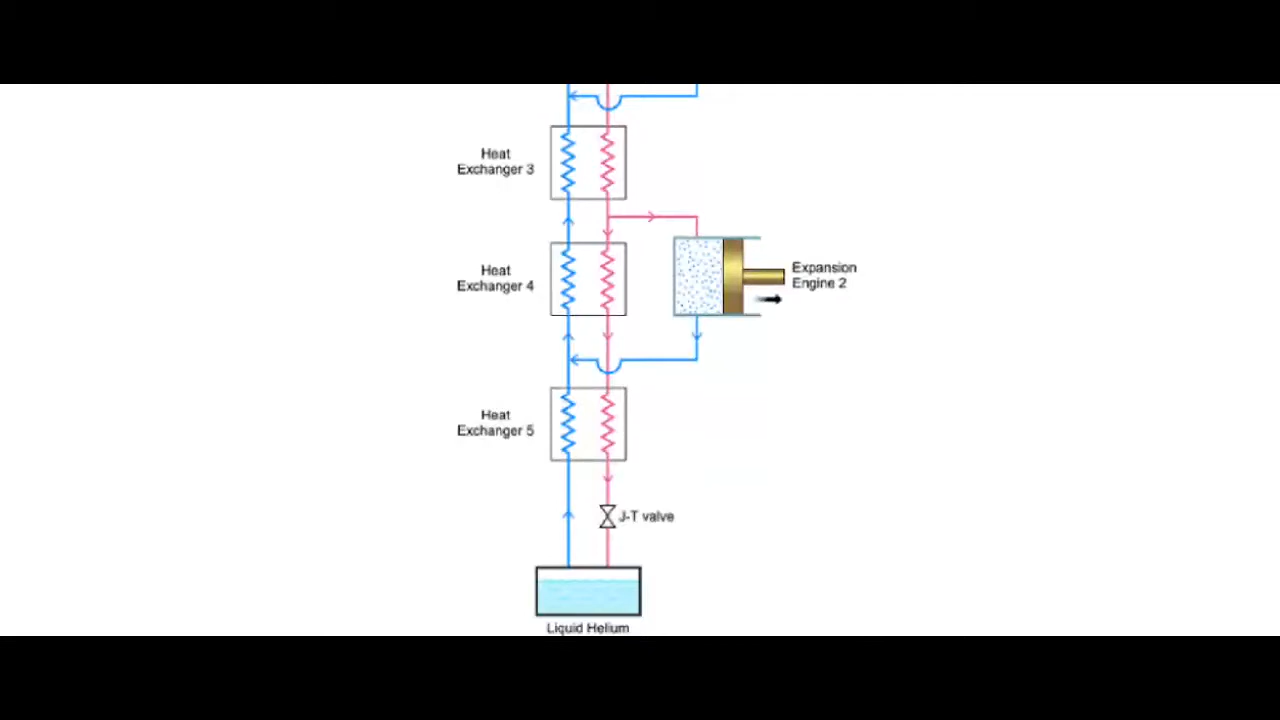 Heat
Exchanger 3
Heat
Exchanger 4
Expansion
Engine 2
Heat
Exchanger 5
J-T valve
Liquid Helium